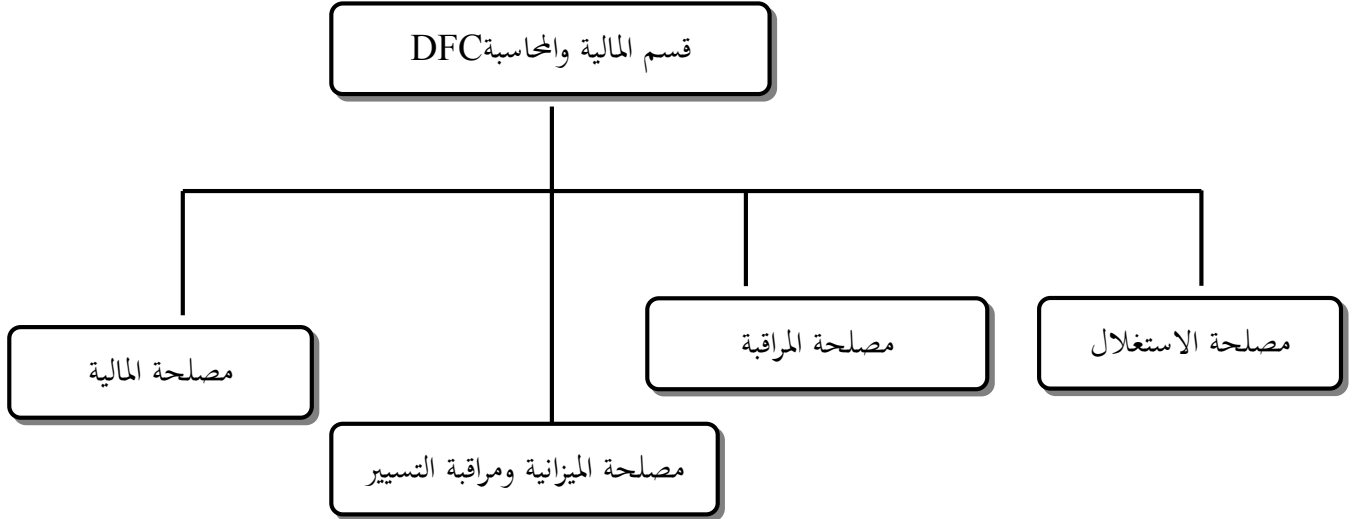 قسم المالية والمحاسبةDFC
مصلحة الاستغلال
مصلحة المراقبة
مصلحة المالية
مصلحة الميزانية ومراقبة التسيير